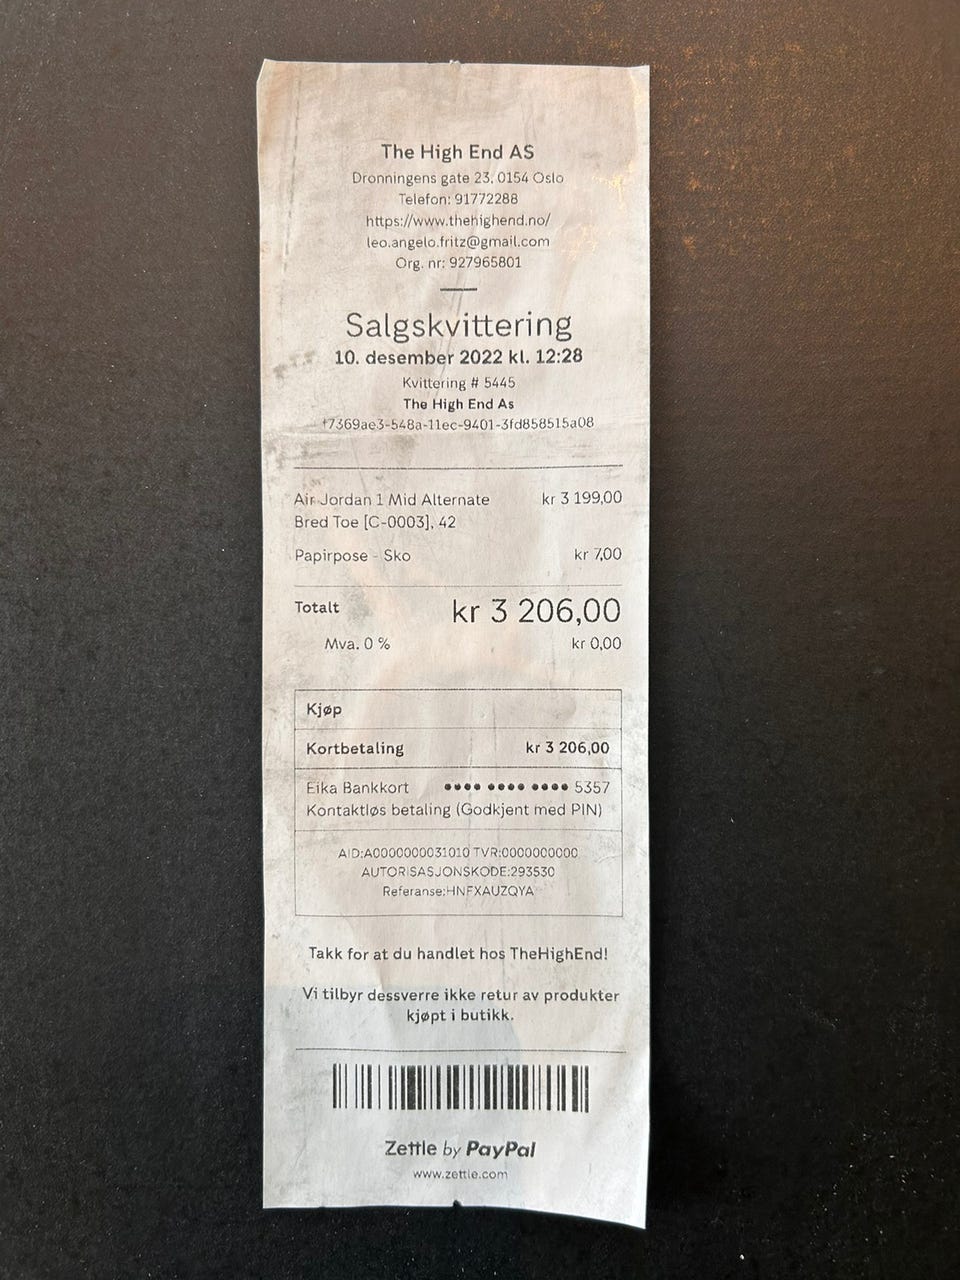 The High End AS
Dronningens gate 23, 0154 Oslo
Telefon: 91772288
https://www.thehighend.no/
leo.angelo.fritz@gmail.com
Org. nr: 927965801
Salgskvittering
10. desember 2022 kl. 12:28
Kvittering # 5445
The High End As
f7369ae3-548a-11ec-9401-3fd858515a08
Air Jordan 1 Mid Alternate kr 3 199,00
Bred Toe [C-0003], 42
Papirpose - Sko kr 7,00
Totalt kr 3 206,00
Mva. 0 % kr 0,00
Kjøp
Kortbetaling kr 3 206,00
Eika Bankkort •••• •••• •••• 5357
Kontaktløs betaling (Godkjent med PIN)
AID:A0000000031010 TVR:0000000000
AUTORISASJONSKODE:293530
Referanse:HNFXAUZQYA
Takk for at du handlet hos TheHighEnd!
Vi tilbyr dessverre ikke retur av produkter
kjøpt i butikk.
Zettle by PayPal
www.zettle.com